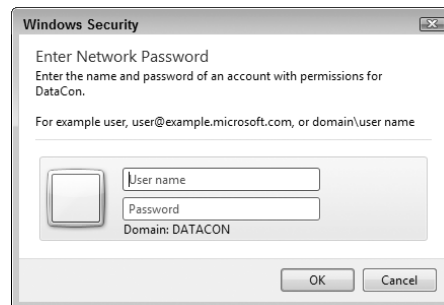 Windows Security
Enter Network Password
Enter the name and password of an account with permissions for
DataCon.
For example user, user@example.microsoft.com, or domain\user name
User name
Password
Domain: DATACON
OK
Cancel